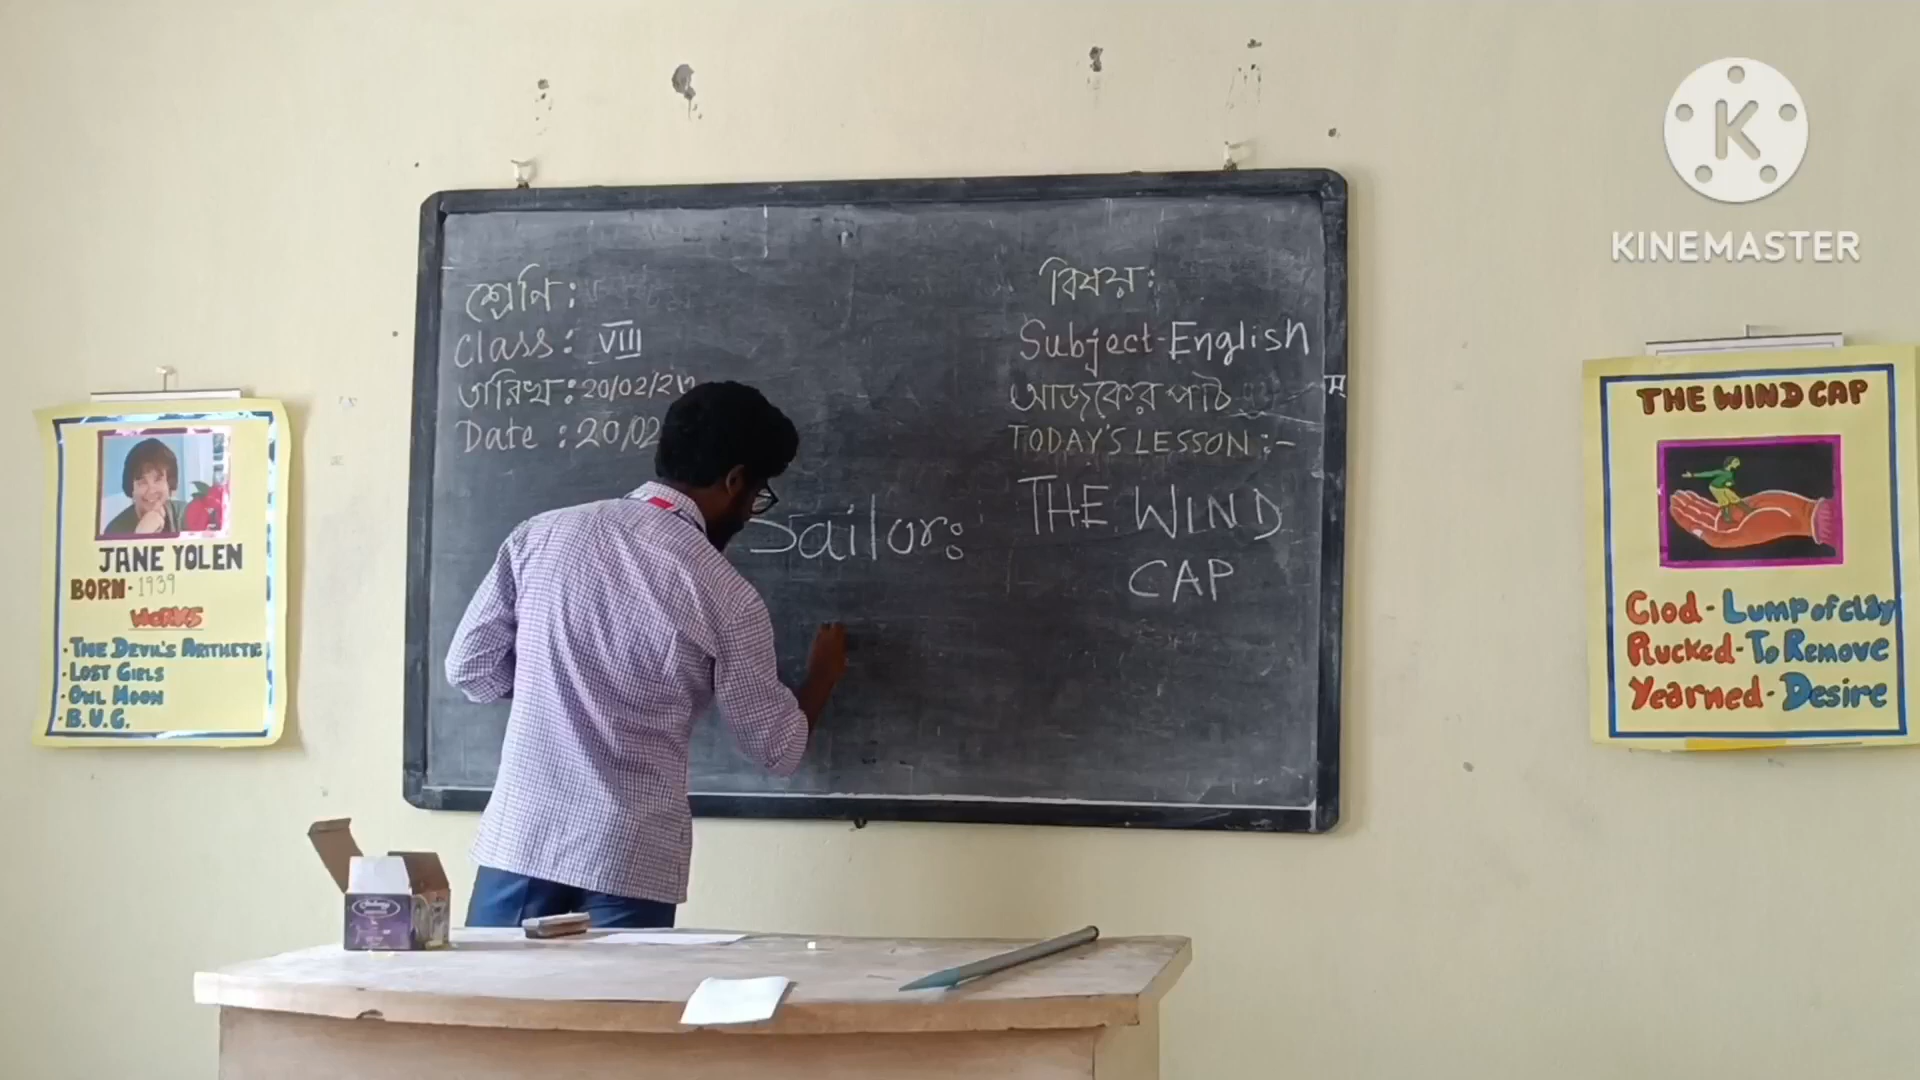 শ্রেণি:
Class: VIII
তারিখ: 20/02/2
Date: 20/02
Sailor:
বিষয়:
Subject-English
আজকের পাঠ
TODAY'S LESSON:-
THE WIND
CAP
JANE YOLEN
BORN-1939
WORKS
·THE DEVIL'S ARITHMETIC
·LOST GIRLS
·OWL MOON
·B.U.G.
THE WIND CAP
Clod-Lump of clay
Plucked-To Remove
Yearned-Desire
K
KINEMASTER